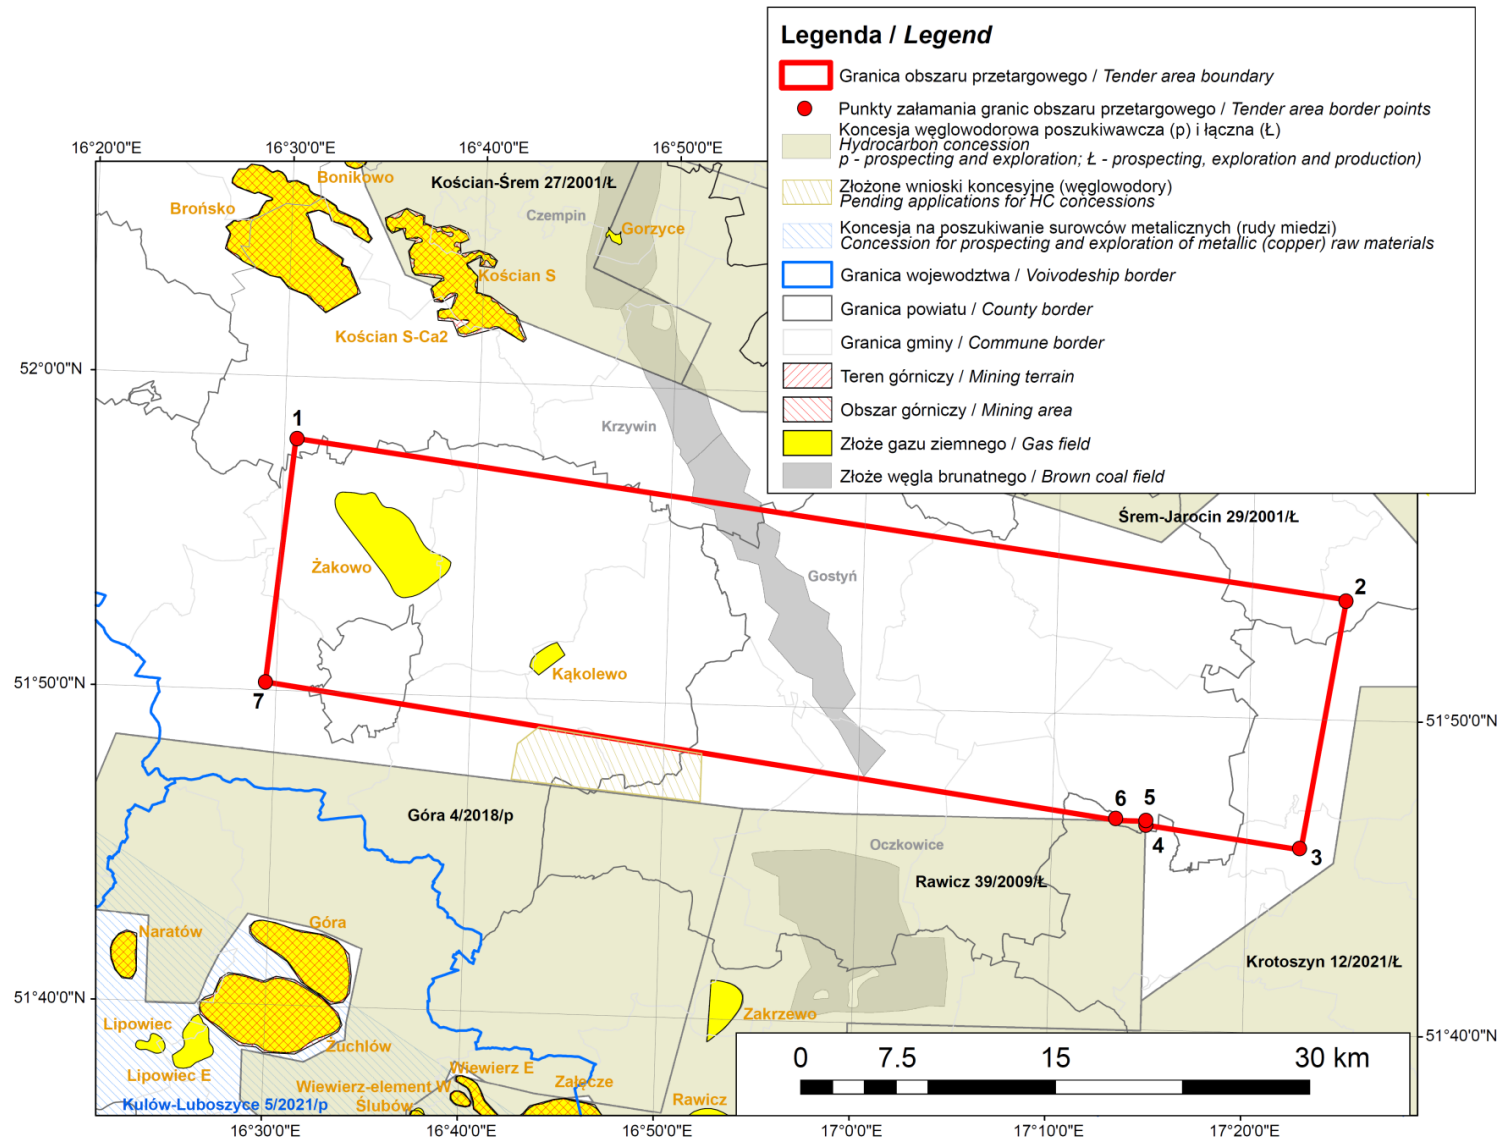 Legenda / Legend
Granica obszaru przetargowego / Tender area boundary
Punkty załamania granic obszaru przetargowego / Tender area border points
Koncesja węglowodorowa poszukiwawcza (p) i łączna (Ł)
Hydrocarbon concession
p - prospecting and exploration; Ł - prospecting, exploration and production)
Złożone wnioski koncesyjne (węglowodory)
Pending applications for HC concessions
Koncesja na poszukiwanie surowców metalicznych (rudy miedzi)
Concession for prospecting and exploration of metallic (copper) raw materials
Granica wojewodztwa / Voivodeship border
Granica powiatu / County border
Granica gminy / Commune border
Teren górniczy / Mining terrain
Obszar górniczy / Mining area
Złoże gazu ziemnego / Gas field
Złoże węgla brunatnego / Brown coal field
16°20'0"E 16°30'0"E 16°40'0"E 16°50'0"E
Bonikowo
Kościan-Śrem 27/2001/Ł
Brońsko
Czempin
Gorzyce
Kościan S
Kościan S-Ca2
52°0'0"N
1
Krzywin
Śrem-Jarocin 29/2001/Ł
Żakowo
Gostyń
2
Kąkolewo
51°50'0"N
7
51°50'0"N
Góra 4/2018/p
6 5
4
3
Oczkowice
Rawicz 39/2009/Ł
Naratów
Góra
Krotoszyn 12/2021/Ł
51°40'0"N
Zakrzewo
Lipowiec
Żuchlów
51°40'0"N
Lipowiec E
Wiewierz E
Wiewierz-element W
Załęcze
Kulów-Luboszyce 5/2021/p
Ślubów
Rawicz
0 7.5 15 30 km
16°30'0"E 16°40'0"E 16°50'0"E 17°0'0"E 17°10'0"E 17°20'0"E